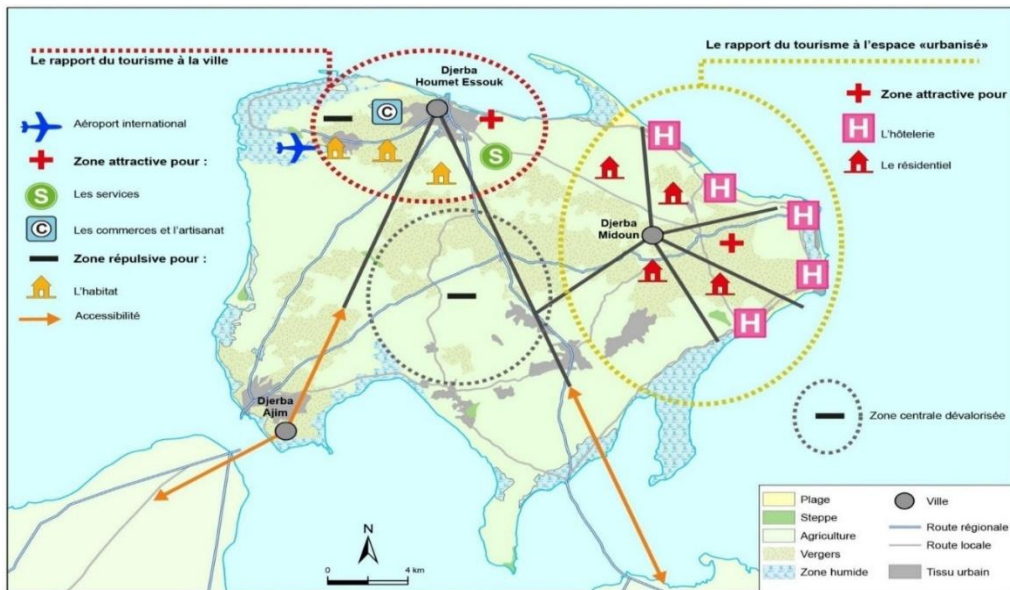 Le rapport du tourisme à la ville
Aéroport international
Zone attractive pour :
S
Les services
C
Les commerces et l'artisanat
Zone répulsive pour :
L'habitat
Accessibilité
Djerba
Houmet Essouk
C
S
Djerba
Midoun
Djerba
Ajim
H
H
H
H
H
Le rapport du tourisme à l'espace «urbanisé»
Zone attractive pour
H
L'hôtelerie
Le résidentiel
Zone centrale dévalorisée
N
0
4 km
Plage
Steppe
Agriculture
Vergers
Zone humide
Ville
Route régionale
Route locale
Tissu urbain